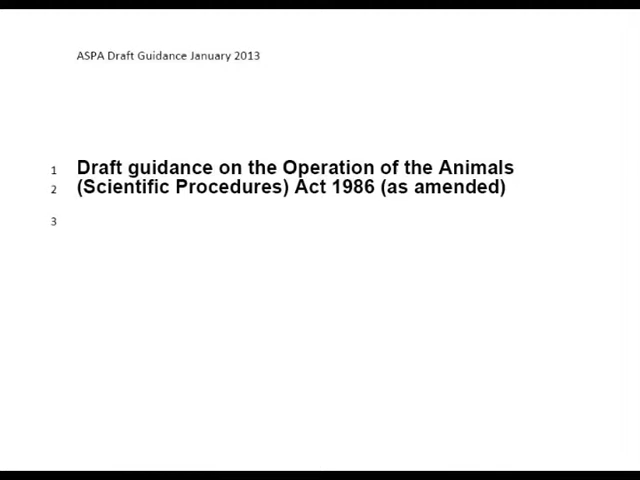 ASPA Draft Guidance January 2013
1 Draft guidance on the Operation of the Animals
2 (Scientific Procedures) Act 1986 (as amended)
3